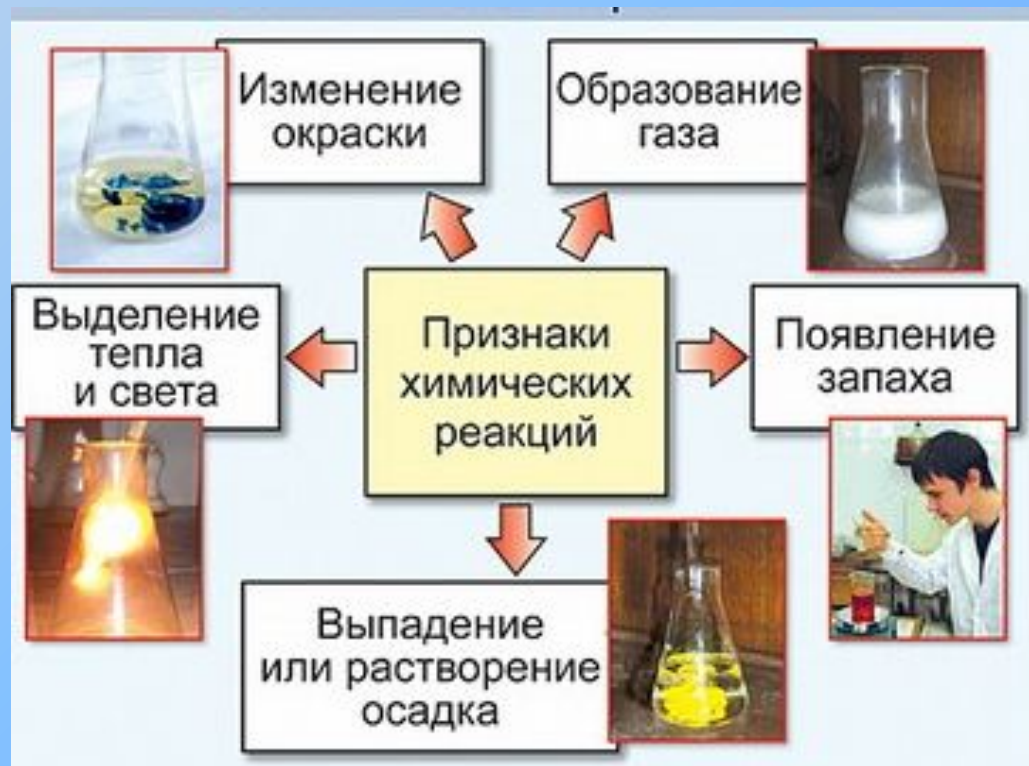 Изменение
окраски
Образование
газа
Выделение
тепла
и света
Признаки
химических
реакций
Появление
запаха
Выпадение
или растворение
осадка